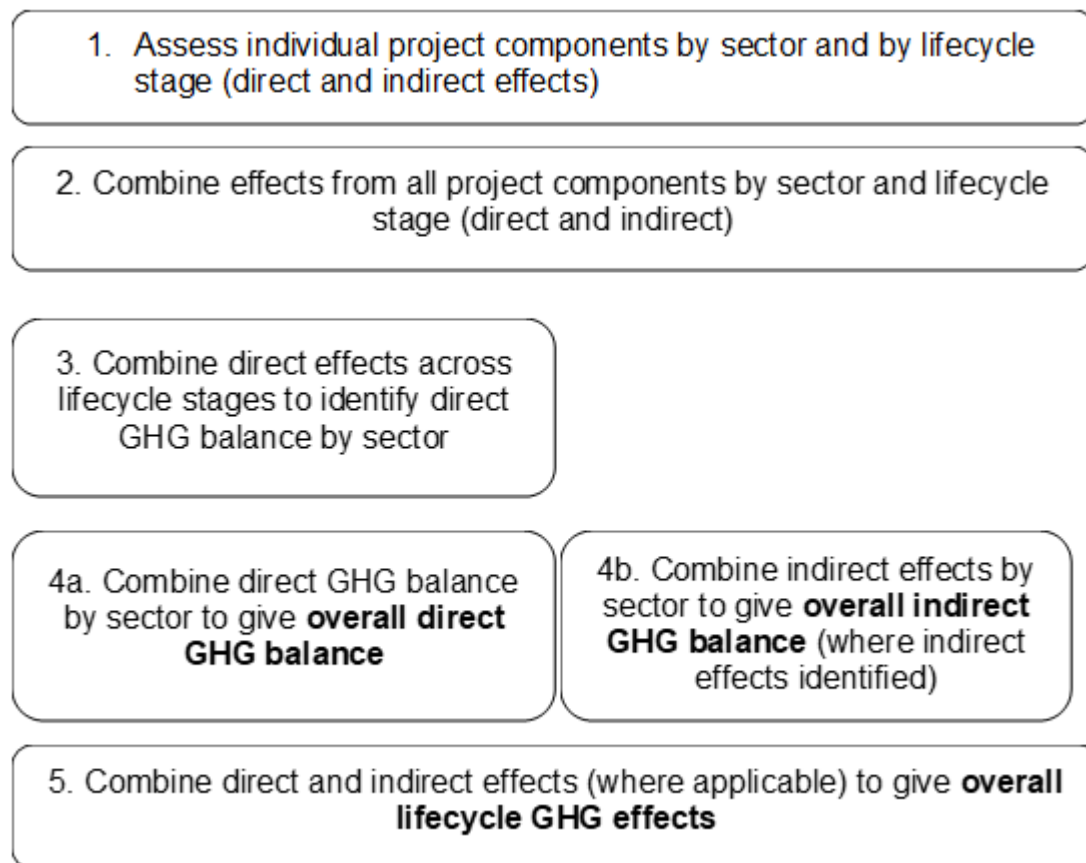 1. Assess individual project components by sector and by lifecycle
stage (direct and indirect effects)
2. Combine effects from all project components by sector and lifecycle
stage (direct and indirect)
3. Combine direct effects across
lifecycle stages to identify direct
GHG balance by sector
4a. Combine direct GHG balance
by sector to give overall direct
GHG balance
4b. Combine indirect effects by
sector to give overall indirect
GHG balance (where indirect
effects identified)
5. Combine direct and indirect effects (where applicable) to give overall
lifecycle GHG effects